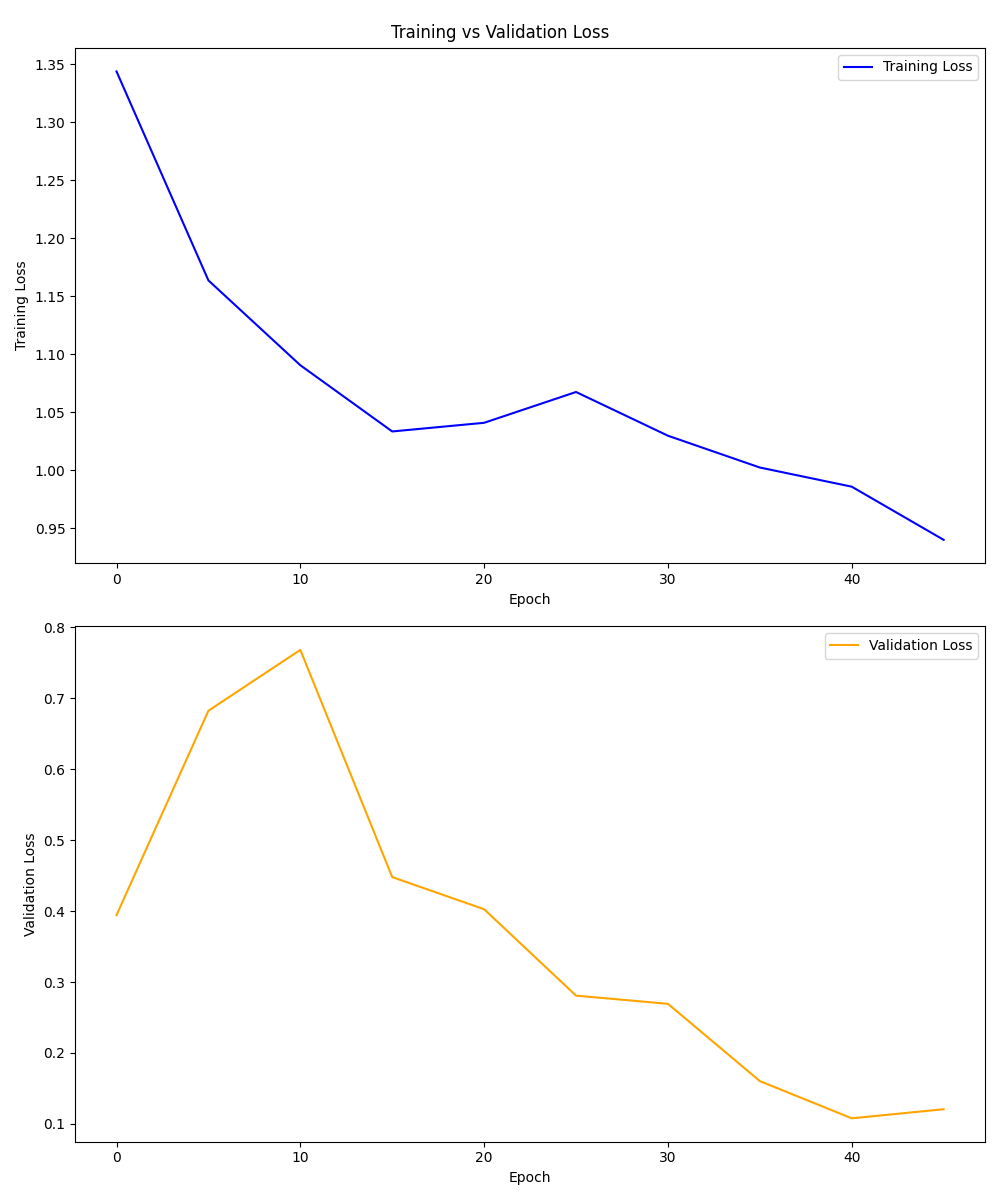 Training vs Validation Loss
Training Loss
1.35
1.30
1.25
1.20
1.15
1.10
1.05
1.00
0.95
Training Loss
0 10 20 30 40
Epoch
Validation Loss
0.8
0.7
0.6
0.5
0.4
0.3
0.2
0.1
Validation Loss
0 10 20 30 40
Epoch